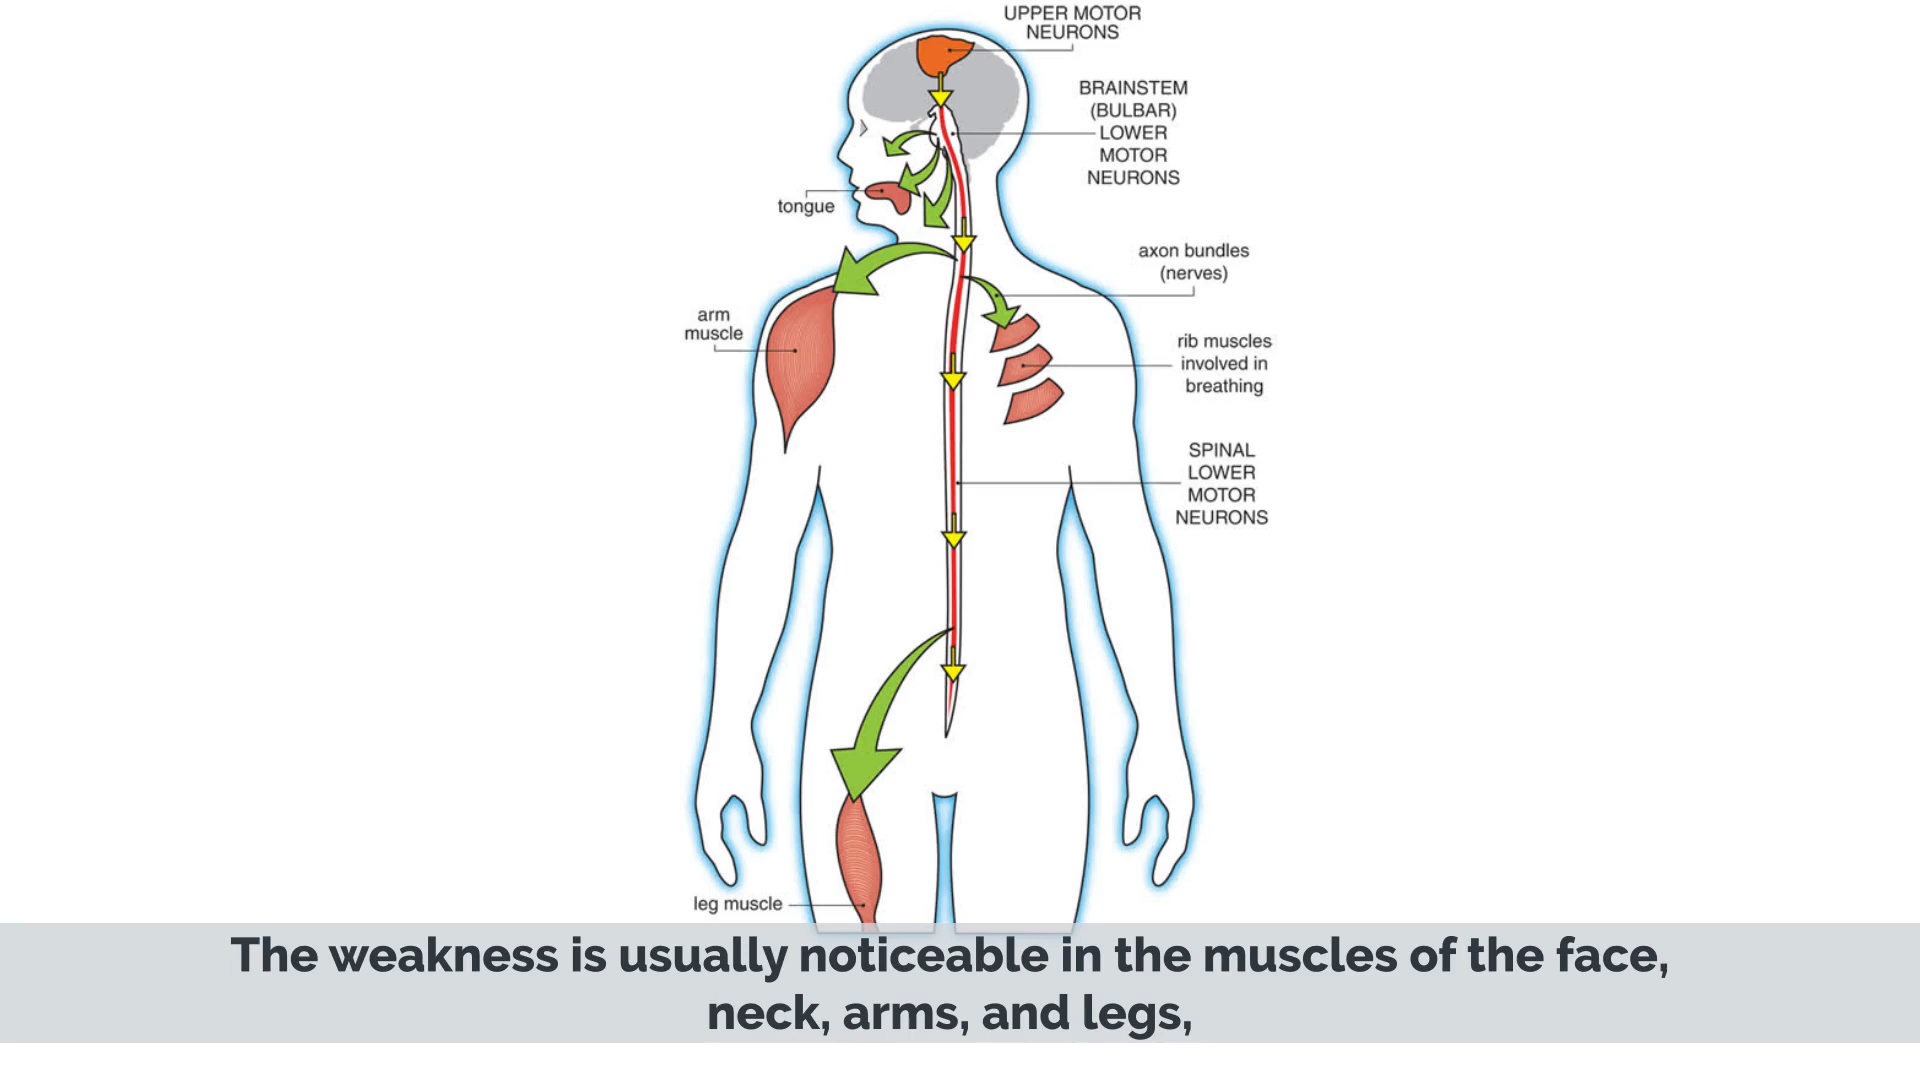 UPPER MOTOR
NEURONS
BRAINSTEM
(BULBAR)
LOWER
MOTOR
NEURONS
tongue
axon bundles
(nerves)
arm
muscle
rib muscles
involved in
breathing
SPINAL
LOWER
MOTOR
NEURONS
leg muscle
The weakness is usually noticeable in the muscles of the face,
neck, arms, and legs,